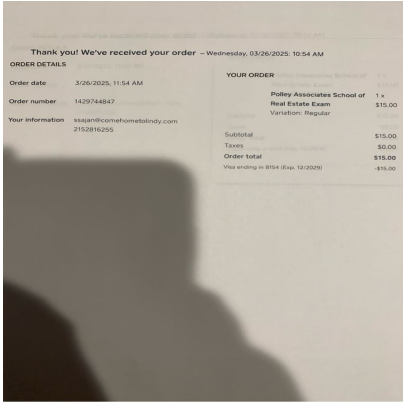 Thank you! We've received your order – Wednesday, 03/26/2025: 10:54 AM
ORDER DETAILS
Order date 3/26/2025, 11:54 AM
Order number 1429744847
Your information ssajan@comehometolindy.com
2152816255
YOUR ORDER
Polley Associates School of 1 x
Real Estate Exam $15.00
Variation: Regular
Subtotal $15.00
Taxes $0.00
Order total $15.00
Visa ending in 8154 (Exp. 12/2029) -$15.00